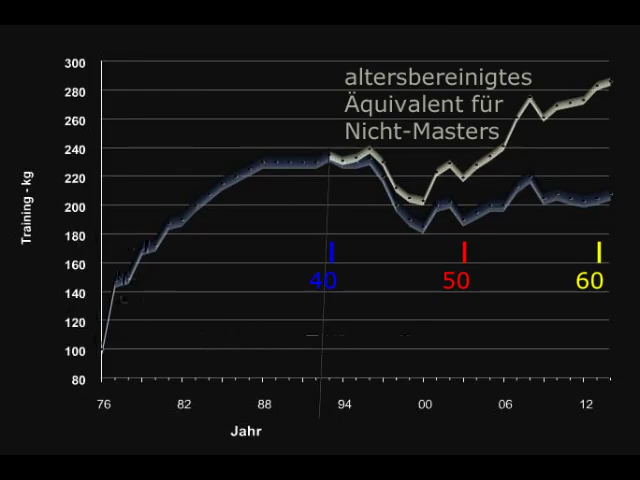 300
280
260
240
220
200
180
160
140
120
100
80
Training - kg
altersbereinigtes
Äquivalent für
Nicht-Masters
40
50
60
76 82 88 94 00 06 12
Jahr